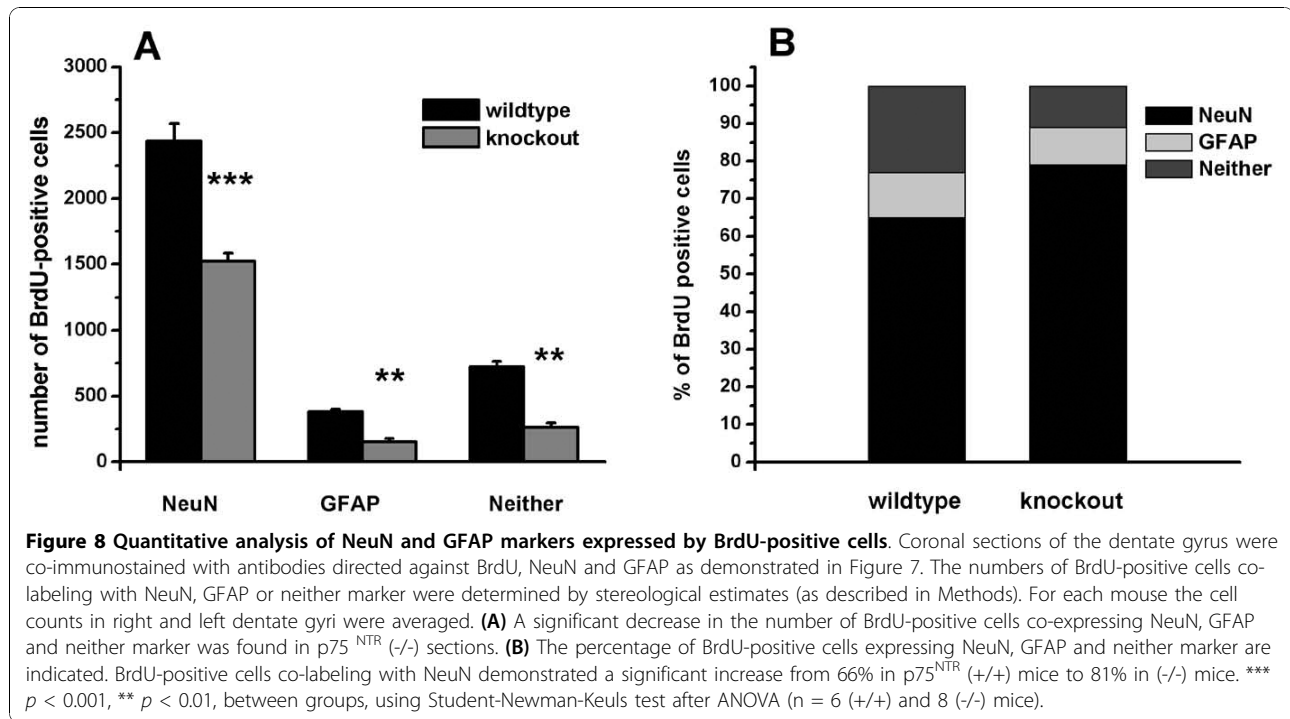 A
3000
2500
2000
1500
1000
500
0
number of BrdU-positive cells
wildtype
knockout
***
**
**
NeuN GFAP Neither
B
100
90
80
70
60
50
40
30
20
10
0
% of BrdU positive cells
NeuN
GFAP
Neither
wildtype knockout
Figure 8 Quantitative analysis of NeuN and GFAP markers expressed by BrdU-positive cells. Coronal sections of the dentate gyrus were
co-immunostained with antibodies directed against BrdU, NeuN and GFAP as demonstrated in Figure 7. The numbers of BrdU-positive cells co-
labeling with NeuN, GFAP or neither marker were determined by stereological estimates (as described in Methods). For each mouse the cell
counts in right and left dentate gyri were averaged. (A) A significant decrease in the number of BrdU-positive cells co-expressing NeuN, GFAP
and neither marker was found in p75 NTR (-/-) sections. (B) The percentage of BrdU-positive cells expressing NeuN, GFAP and neither marker are
indicated. BrdU-positive cells co-labeling with NeuN demonstrated a significant increase from 66% in p75NTR (+/+) mice to 81% in (-/-) mice. ***
p < 0.001, ** p < 0.01, between groups, using Student-Newman-Keuls test after ANOVA (n = 6 (+/+) and 8 (-/-) mice).